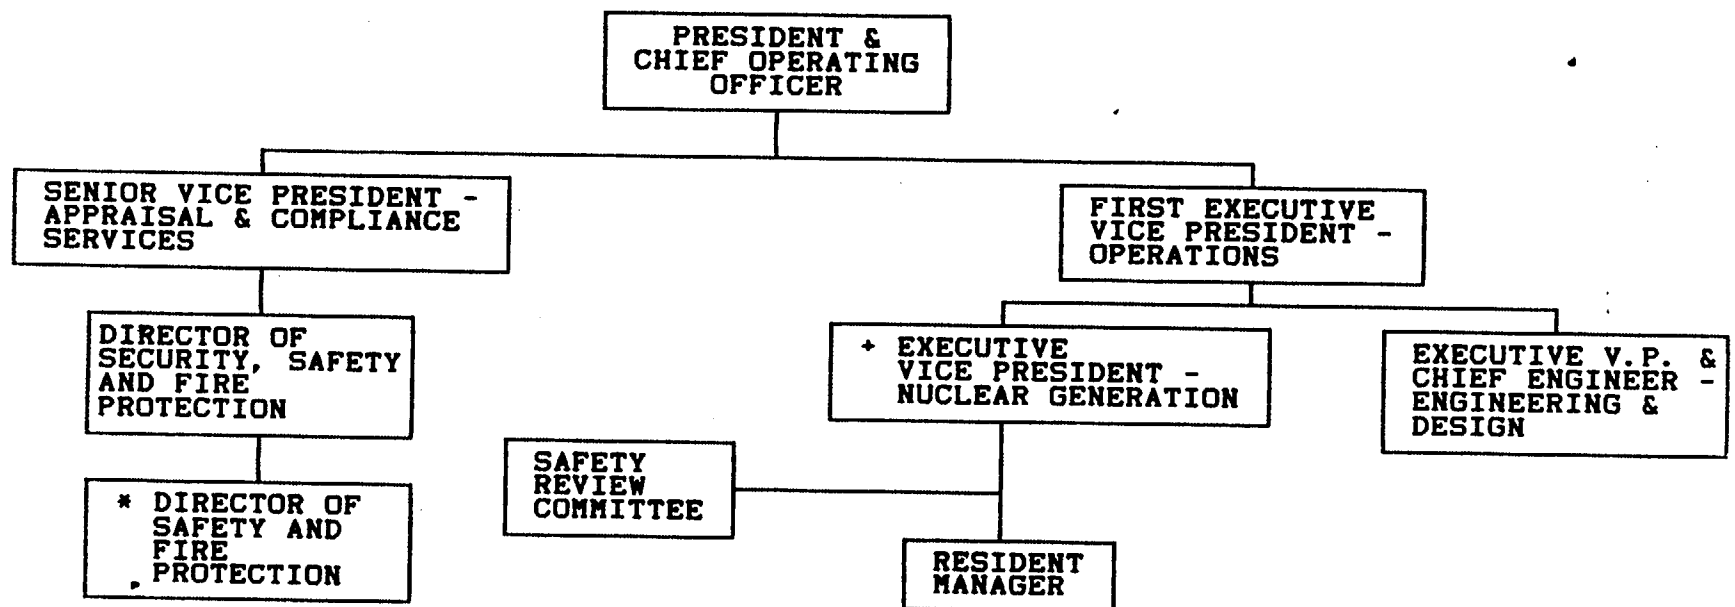 PRESIDENT &
CHIEF OPERATING
OFFICER
SENIOR VICE PRESIDENT -
APPRAISAL & COMPLIANCE
SERVICES
FIRST EXECUTIVE
VICE PRESIDENT -
OPERATIONS
DIRECTOR OF
SECURITY, SAFETY
AND FIRE
PROTECTION
+ EXECUTIVE
VICE PRESIDENT -
NUCLEAR GENERATION
EXECUTIVE V.P. &
CHIEF ENGINEER -
ENGINEERING &
DESIGN
SAFETY
REVIEW
COMMITTEE
* DIRECTOR OF
SAFETY AND
FIRE
PROTECTION
RESIDENT
MANAGER